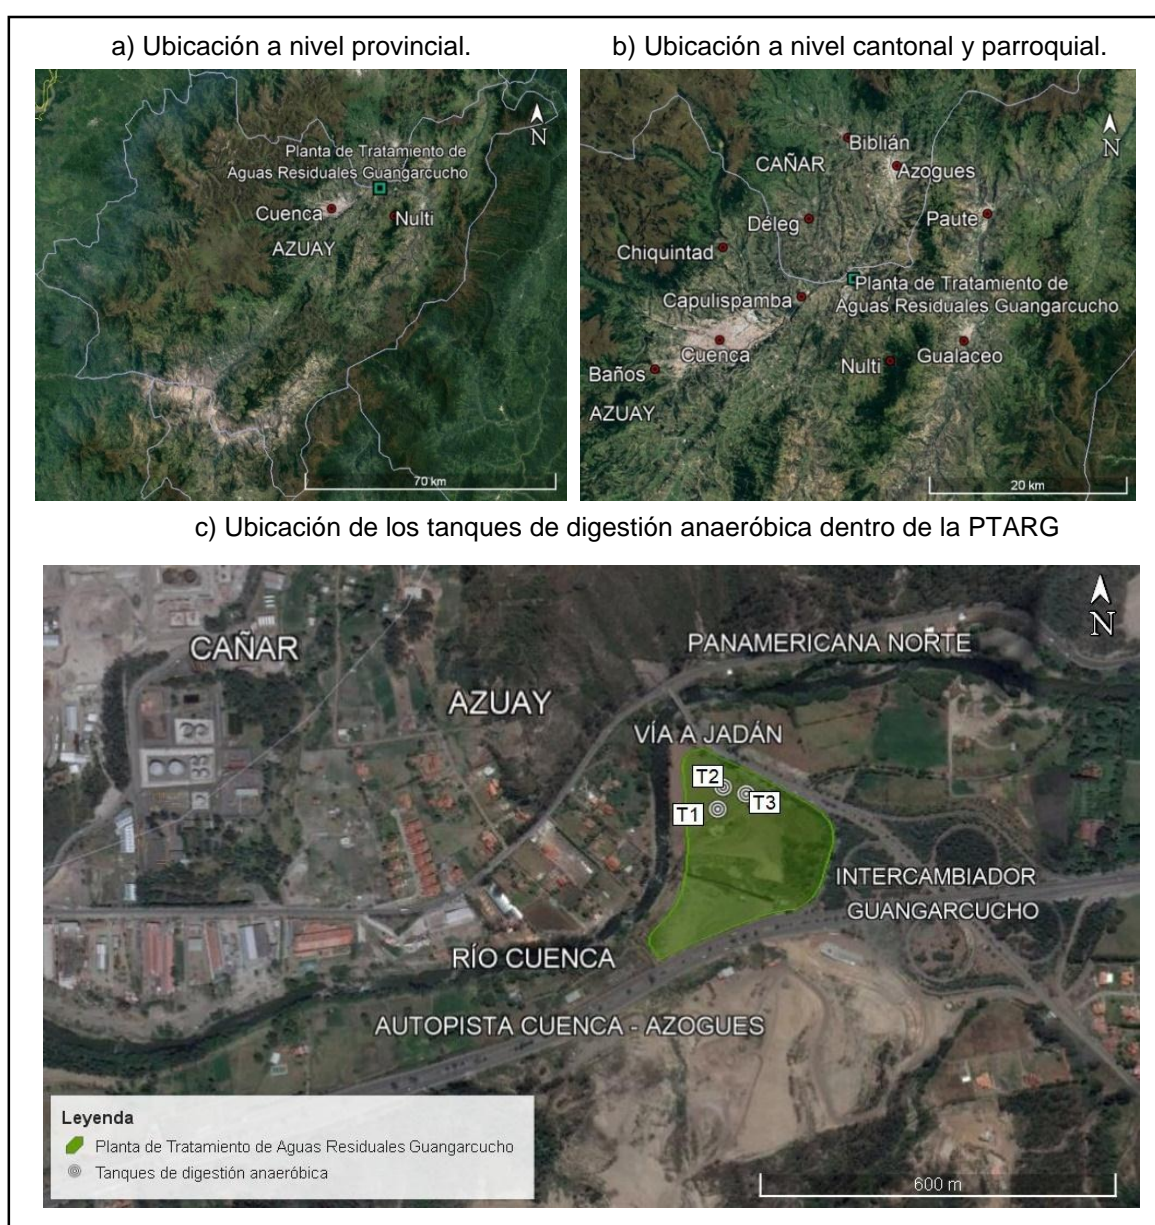 a) Ubicación a nivel provincial.
b) Ubicación a nivel cantonal y parroquial.
N
Planta de Tratamiento de
Aguas Residuales Guangarcucho
Cuenca
Nulti
AZUAY
70 km
N
Biblián
CAÑAR
Azogues
Déleg
Paute
Chiquintad
Planta de Tratamiento de
Capulispamba
Aguas Residuales Guangarcucho
Cuenca
Nulti
Gualaceo
Baños
AZUAY
20 km
c) Ubicación de los tanques de digestión anaeróbica dentro de la PTARG
N
CAÑAR
PANAMERICANA NORTE
AZUAY
VÍA A JADÁN
T2
T3
T1
INTERCAMBIADOR
GUANGARCUCHO
RÍO CUENCA
AUTOPISTA CUENCA - AZOGUES
Leyenda
Planta de Tratamiento de Aguas Residuales Guangarcucho
Tanques de digestión anaeróbica
600 m